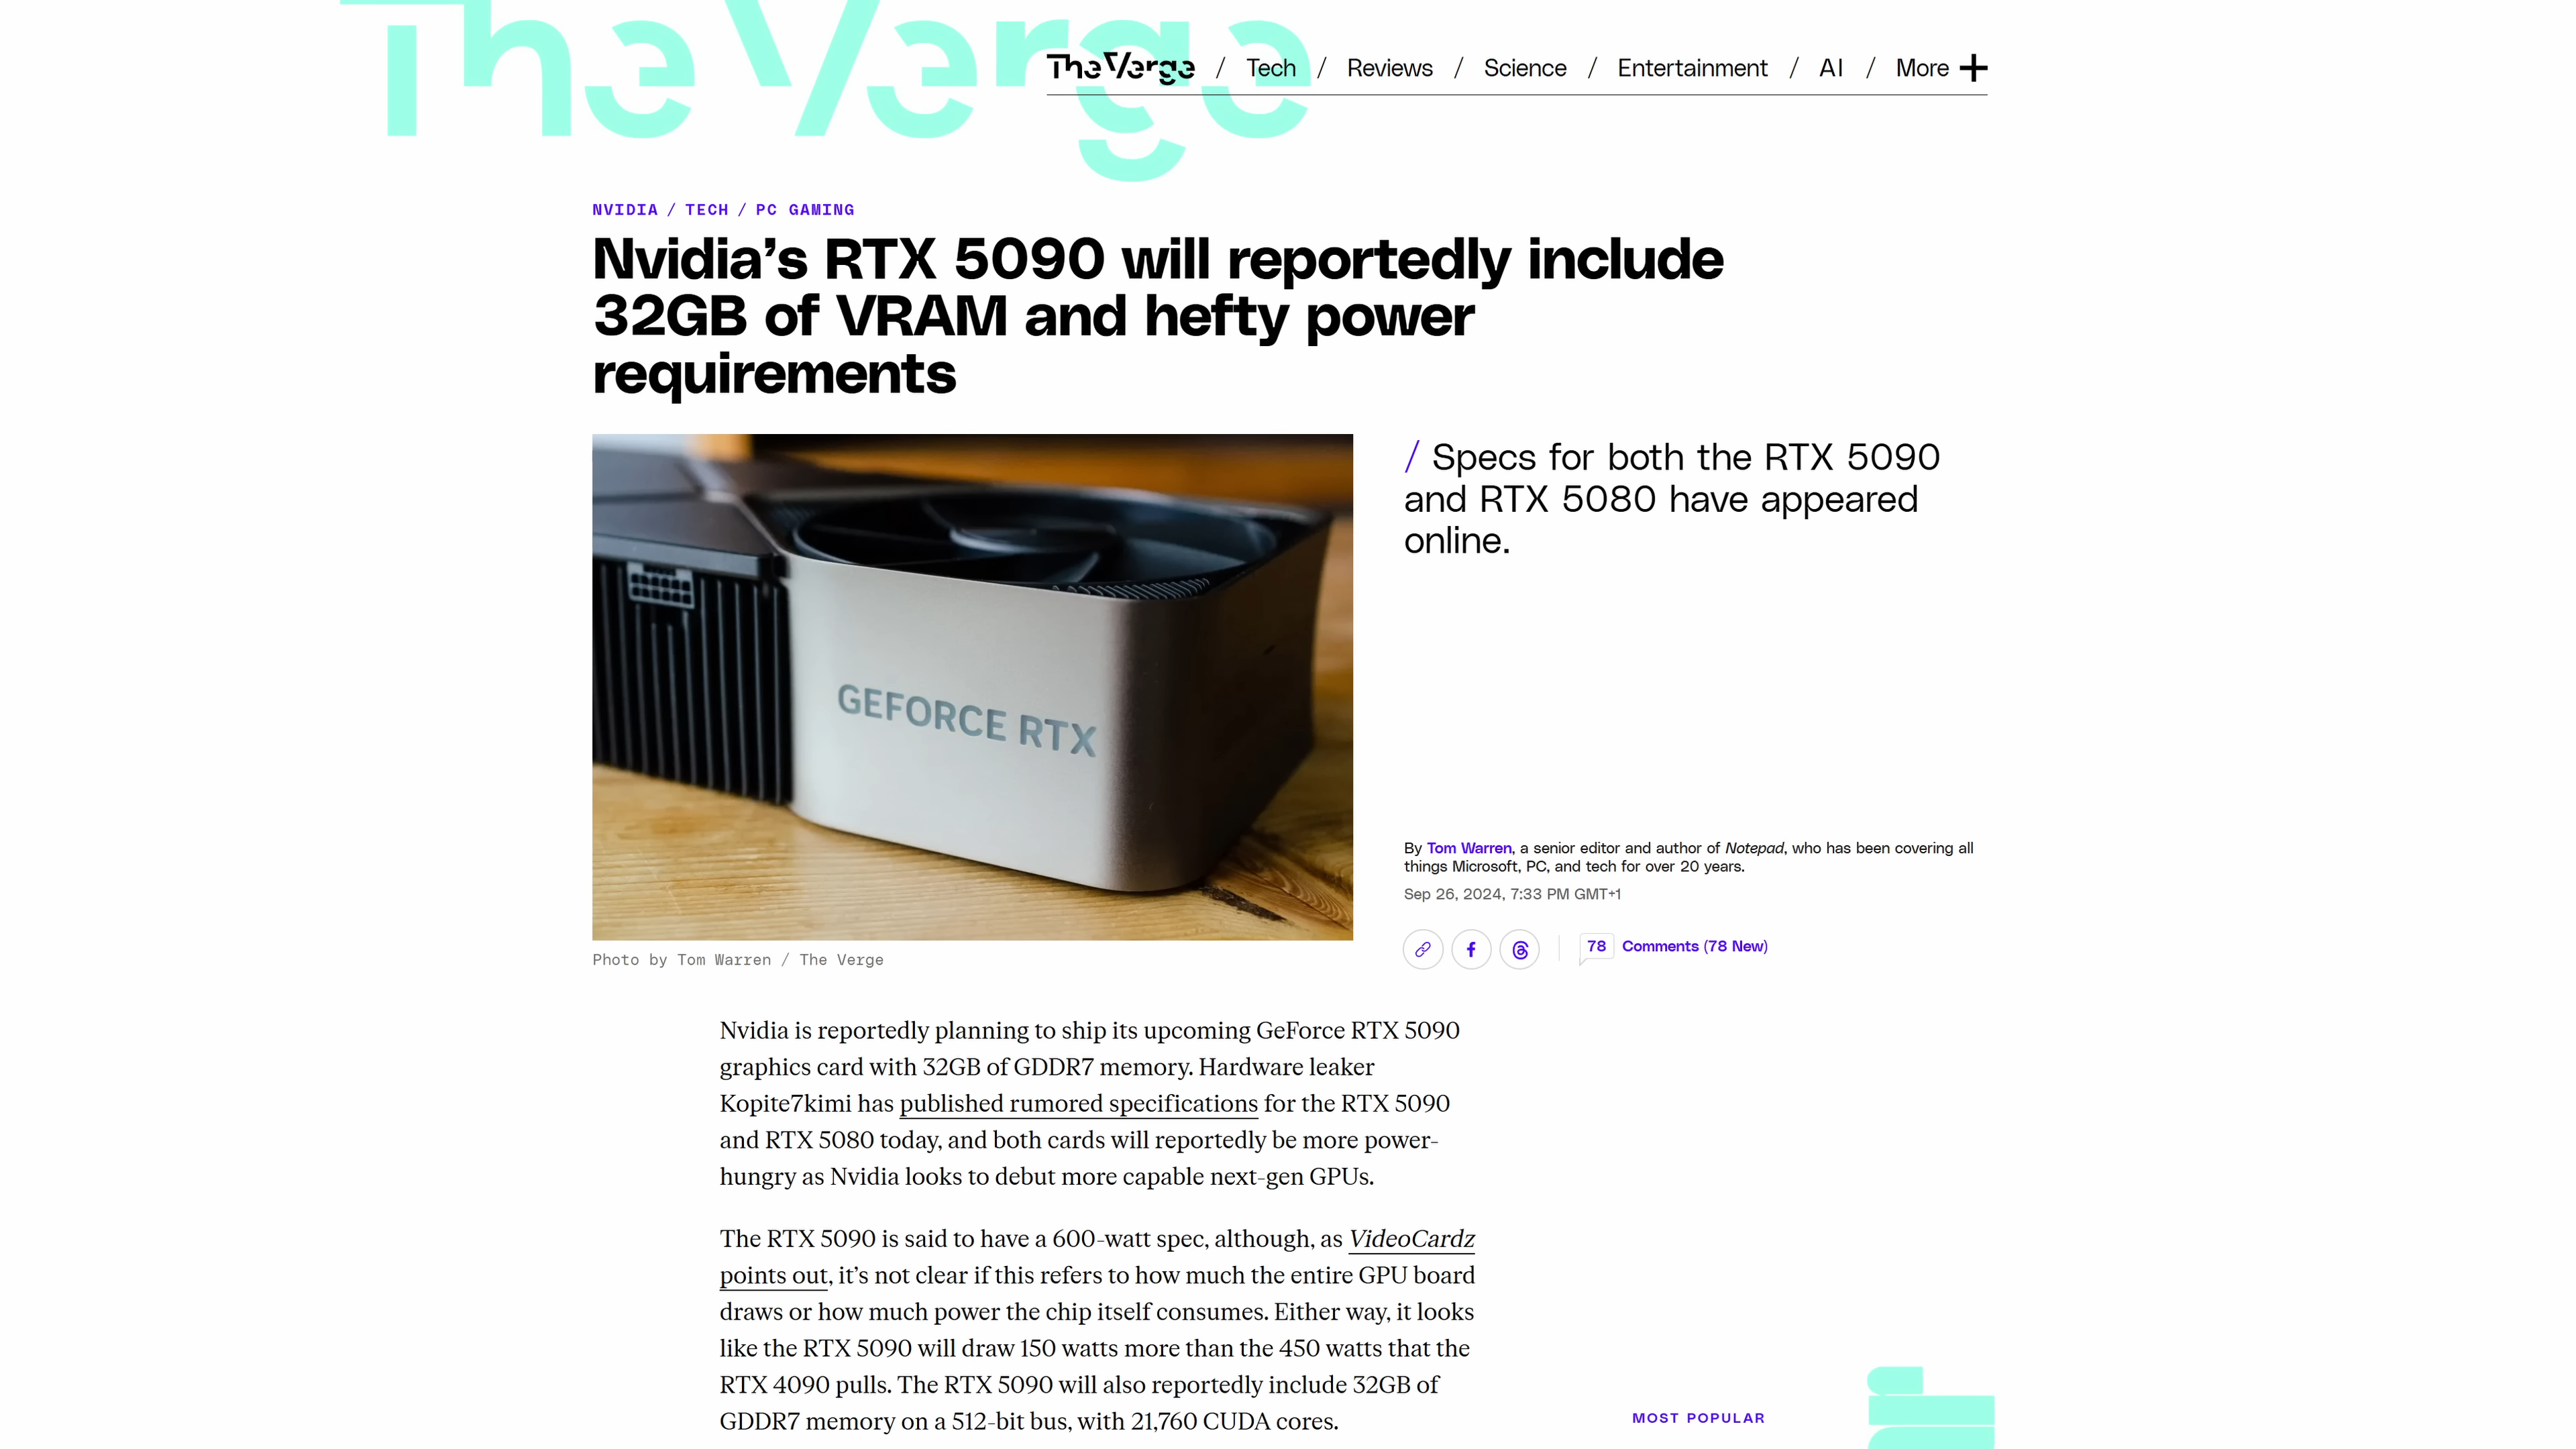 The Verge
The Verge / Tech / Reviews / Science / Entertainment / AI / More +
NVIDIA / TECH / PC GAMING
Nvidia’s RTX 5090 will reportedly include
32GB of VRAM and hefty power
requirements
/ Specs for both the RTX 5090
and RTX 5080 have appeared
online.
GEFORCE RTX
By Tom Warren, a senior editor and author of Notepad, who has been covering all
things Microsoft, PC, and tech for over 20 years.
Sep 26, 2024, 7:33 PM GMT+1
78 Comments (78 New)
Photo by Tom Warren / The Verge
Nvidia is reportedly planning to ship its upcoming GeForce RTX 5090
graphics card with 32GB of GDDR7 memory. Hardware leaker
Kopite7kimi has published rumored specifications for the RTX 5090
and RTX 5080 today, and both cards will reportedly be more power-
hungry as Nvidia looks to debut more capable next-gen GPUs.
The RTX 5090 is said to have a 600-watt spec, although, as VideoCardz
points out, it’s not clear if this refers to how much the entire GPU board
draws or how much power the chip itself consumes. Either way, it looks
like the RTX 5090 will draw 150 watts more than the 450 watts that the
RTX 4090 pulls. The RTX 5090 will also reportedly include 32GB of
GDDR7 memory on a 512-bit bus, with 21,760 CUDA cores.
MOST POPULAR